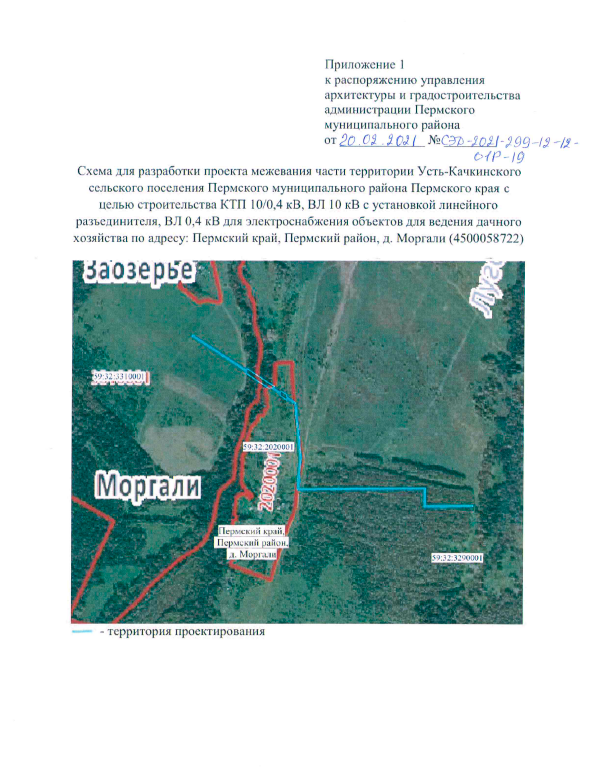 Приложение 1
к распоряжению управления
архитектуры и градостроительства
администрации Пермского
муниципального района
от 20.02.2021 №СЭД-2021-299-12-12-
01Р-19
Схема для разработки проекта межевания части территории Усть-Качкинского
сельского поселения Пермского муниципального района Пермского края с
целью строительства КТП 10/0,4 кВ, ВЛ 10 кВ с установкой линейного
разъединителя, ВЛ 0,4 кВ для электроснабжения объектов для ведения дачного
хозяйства по адресу: Пермский край, Пермский район, д. Моргали (4500058722)
Заозерье
59:32:3310001
59:32:2020001
2020001
Моргали
Пермский край,
Пермский район,
д. Моргали
59:32:3290001
- территория проектирования